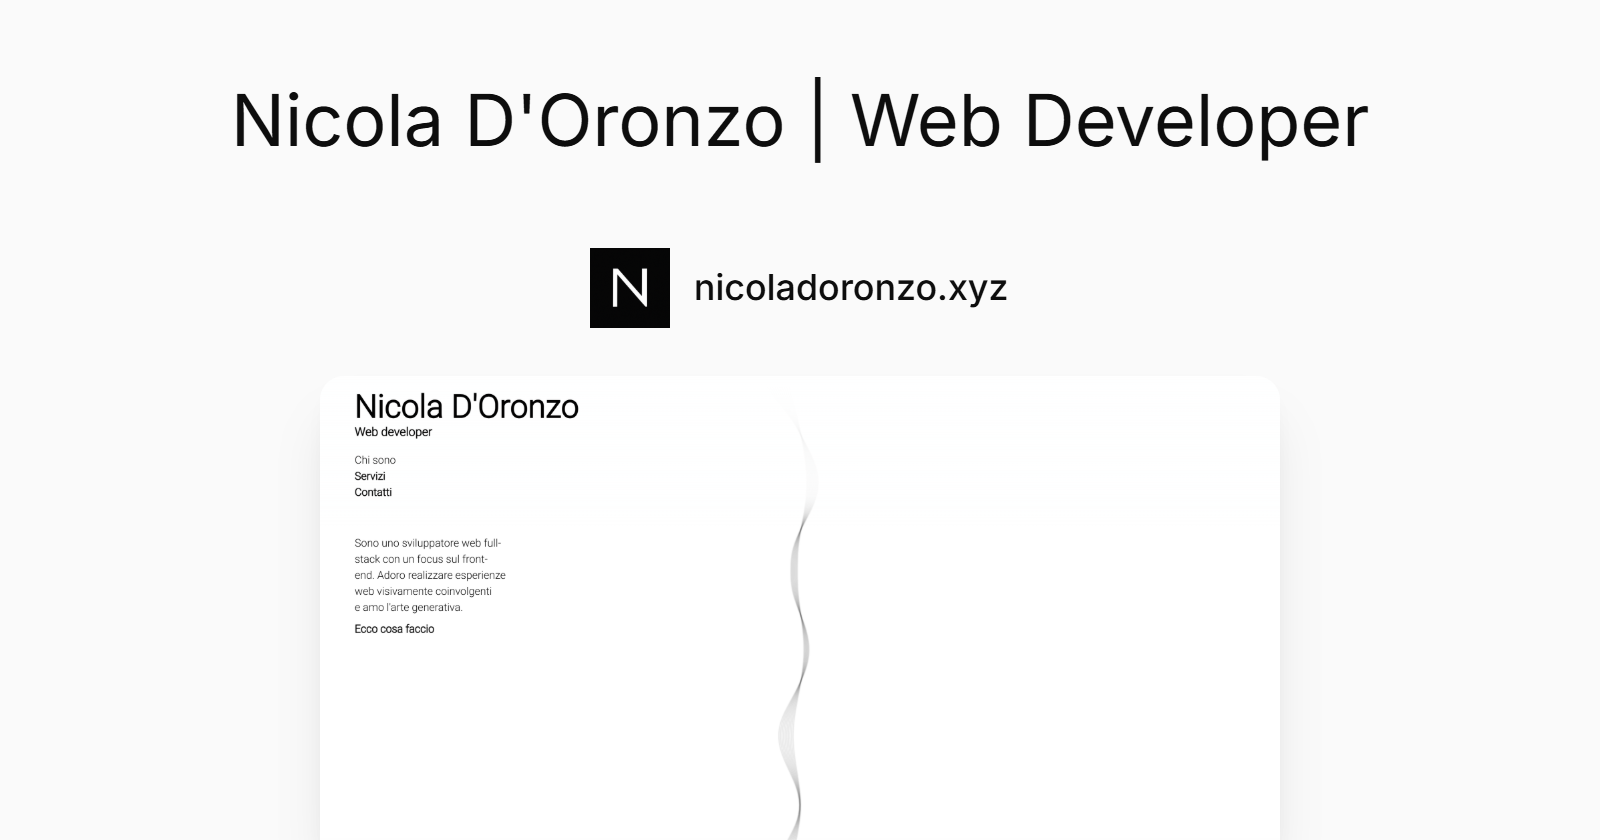 Nicola D'Oronzo | Web Developer
N
nicoladoronzo.xyz
Nicola D'Oronzo
Web developer
Chi sono
Servizi
Contatti
Sono uno sviluppatore web full-
stack con un focus sul front-
end. Adoro realizzare esperienze
web visivamente coinvolgenti
e amo l'arte generativa.
Ecco cosa faccio